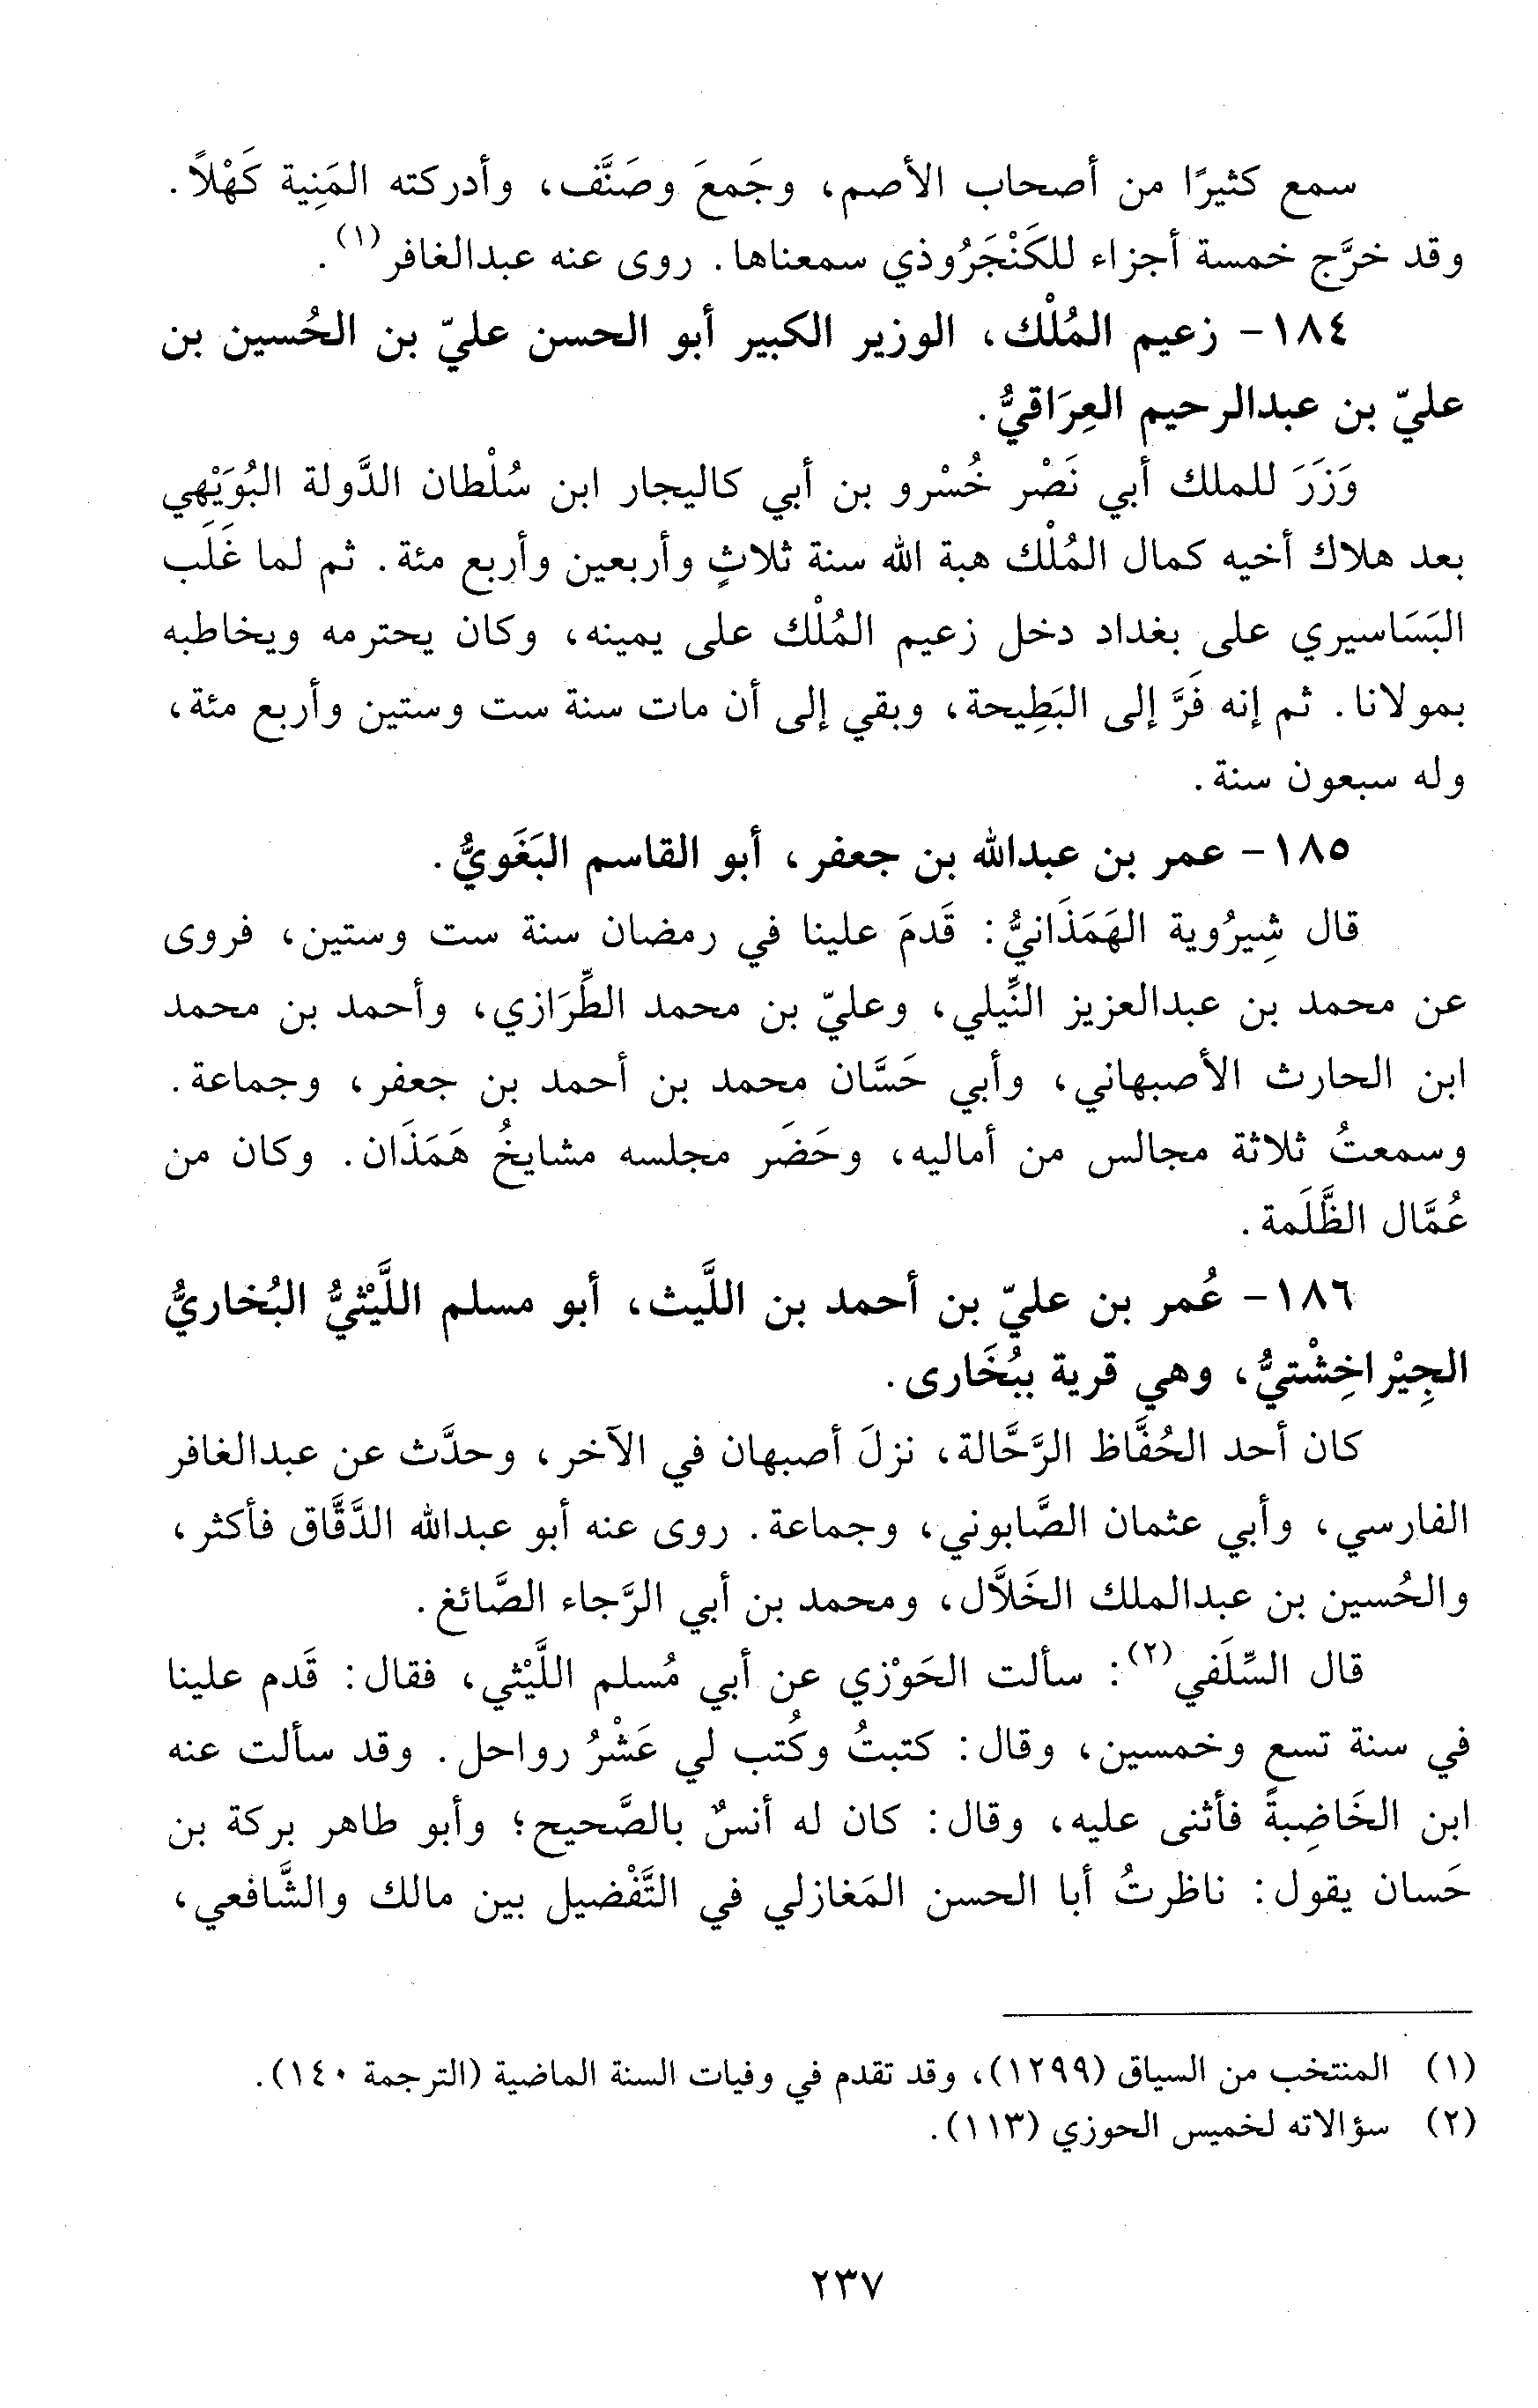 سمع كثيرًا من أصحاب الأصم، وجَمعَ وصَنَّف، وأدركته المَنِية كَهْلاً.
وقد خرَّج خمسة أجزاء للكَنْجَرُوذي سمعناها. روى عنه عبدالغافر(١).
١٨٤- زعيم المُلْك، الوزير الكبير أبو الحسن عليّ بن الحُسين بن
عليّ بن عبدالرحيم العِرَاقيُّ.
وَزَرَ للملك أبي نَصْر خُسْرو بن أبي كاليجار ابن سُلْطان الدَّولة البُوَيْهي
بعد هلاك أخيه كمال المُلْك هبة الله سنة ثلاثٍ وأربعين وأربع مئة. ثم لما غَلَب
البَسَاسيري على بغداد دخل زعيم المُلْك على يمينه، وكان يحترمه ويخاطبه
بمولانا. ثم إنه فَرَّ إلى البَطِيحة، وبقي إلى أن مات سنة ست وستين وأربع مئة،
وله سبعون سنة.
١٨٥- عمر بن عبدالله بن جعفر، أبو القاسم البَغَويُّ.
قال شِيرُوية الهَمَذَانيُّ: قَدمَ علينا في رمضان سنة ست وستين، فروى
عن محمد بن عبدالعزيز النِّيلي، وعليّ بن محمد الطِّرَازي، وأحمد بن محمد
ابن الحارث الأصبهاني، وأبي حَسَّان محمد بن أحمد بن جعفر، وجماعة.
وسمعتُ ثلاثة مجالس من أماليه، وحَضَر مجلسه مشايخُ هَمَذَان. وكان من
عُمَّال الظَّلَمة.
١٨٦- عُمر بن عليّ بن أحمد بن اللَّيث، أبو مسلم اللَّيْثيُّ البُخاريُّ
الجِيْراخِشْتيُّ، وهي قرية ببُخَارى.
كان أحد الحُفَّاظ الرَّحَّالة، نزلَ أصبهان في الآخر، وحدَّث عن عبدالغافر
الفارسي، وأبي عثمان الصَّابوني، وجماعة. روى عنه أبو عبدالله الدَّقَّاق فأكثر،
والحُسين بن عبدالملك الخَلاَّل، ومحمد بن أبي الرَّجاء الصَّائغ.
قال السِّلَفي(٢): سألت الحَوْزي عن أبي مُسلم اللَّيْثي، فقال: قَدم علينا
في سنة تسع وخمسين، وقال: كتبتُ وكُتب لي عَشْرُ رواحل. وقد سألت عنه
ابن الخَاضِبةَ فأثنى عليه، وقال: كان له أنسٌ بالصَّحيح؛ وأبو طاهر بركة بن
حَسان يقول: ناظرتُ أبا الحسن المَغازلي في التَّفْضيل بين مالك والشَّافعي،
(١) المنتخب من السياق (١٢٩٩)، وقد تقدم في وفيات السنة الماضية (الترجمة ١٤٠).
(٢) سؤالاته لخميس الحوزي (١١٣).
٢٣٧